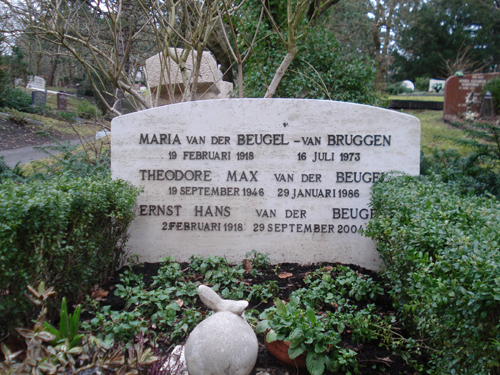 MARIA VAN DER BEUGEL - VAN BRUGGEN
19 FEBRUARI 1918 16 JULI 1973
THEODORE MAX VAN DER BEUGEL
19 SEPTEMBER 1946 29 JANUARI 1986
ERNST HANS VAN DER BEUGEL
2 FEBRUARI 1918 29 SEPTEMBER 2004